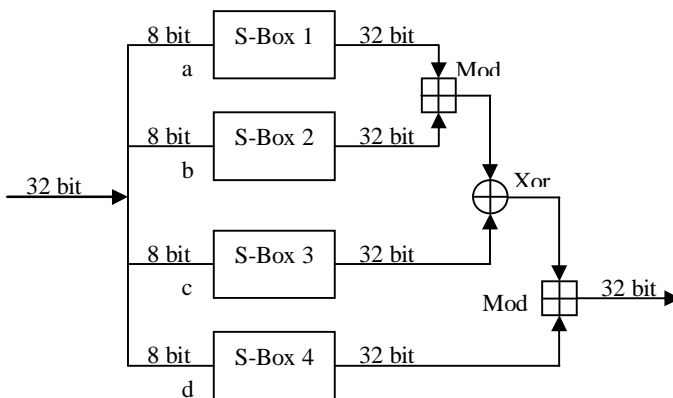 8 bit S-Box 1 32 bit
a Mod
8 bit S-Box 2 32 bit
b
32 bit Xor
8 bit S-Box 3 32 bit
c Mod 32 bit
8 bit S-Box 4 32 bit
d